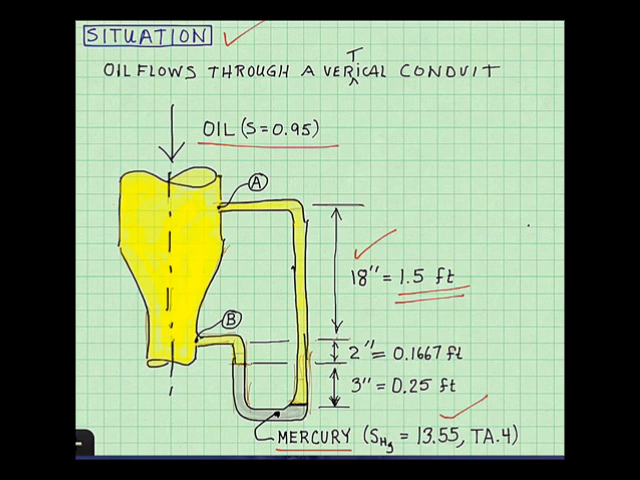 SITUATION
OIL FLOWS THROUGH A VERTICAL CONDUIT
OIL (S=0.95)
A
18" = 1.5 ft
B
2" = 0.1667 ft
3" = 0.25 ft
MERCURY (SHg = 13.55, TA.4)